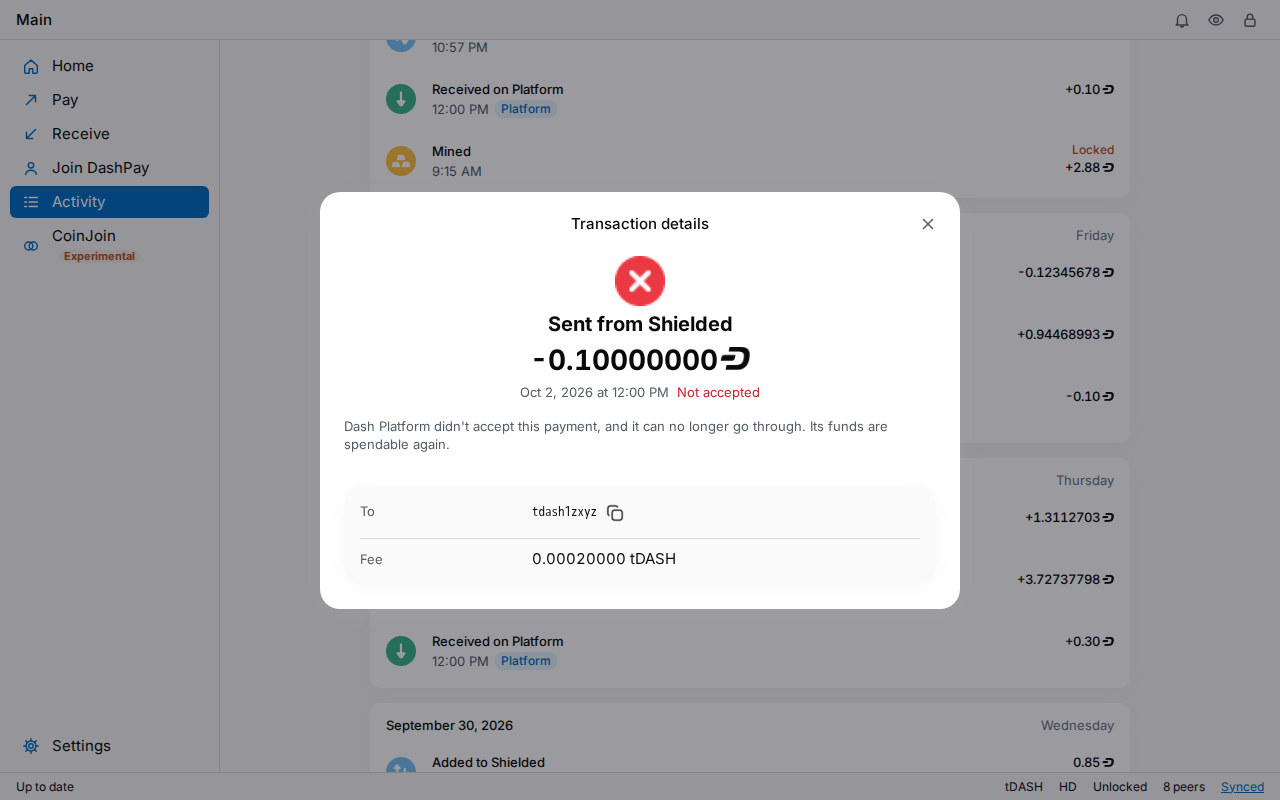 Main
Home
Pay
Receive
Join DashPay
Activity
CoinJoin
Experimental
Settings
10:57 PM
Received on Platform
+0.10
12:00 PM Platform
Mined
Locked
9:15 AM
+2.88
Friday
-0.12345678
+0.94468993
-0.10
Thursday
+1.3112703
+3.72737798
Transaction details
Sent from Shielded
-0.10000000
Oct 2, 2026 at 12:00 PM Not accepted
Dash Platform didn't accept this payment, and it can no longer go through. Its funds are
spendable again.
To tdash1zxyz
Fee 0.00020000 tDASH
Received on Platform
+0.30
12:00 PM Platform
September 30, 2026 Wednesday
Added to Shielded 0.85
Up to date tDASH HD Unlocked 8 peers Synced